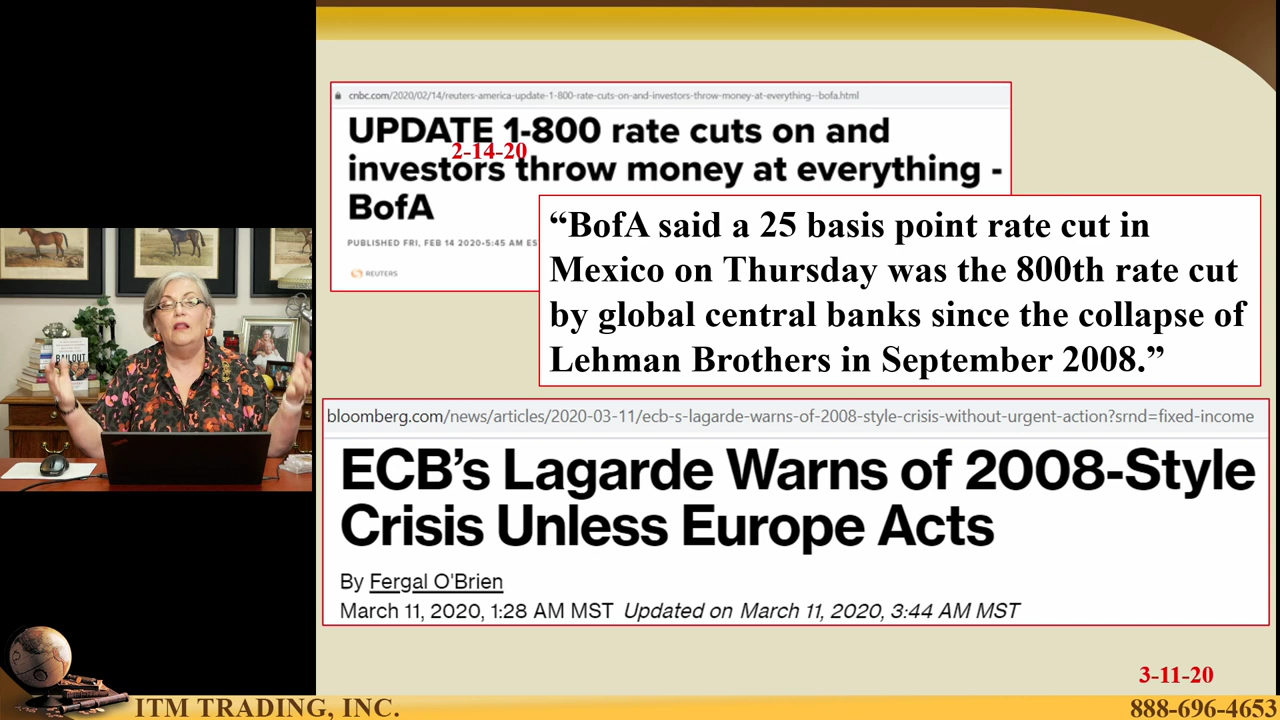 cnbc.com/2020/02/14/reuters-america-update-1-800-rate-cuts-on-and-investors-throw-money-at-everything--bofa.html
UPDATE 1-800 rate cuts on and
2-14-20
investors throw money at everything -
BofA
PUBLISHED FRI, FEB 14 2020•5:45 AM ES
REUTERS
“BofA said a 25 basis point rate cut in
Mexico on Thursday was the 800th rate cut
by global central banks since the collapse of
Lehman Brothers in September 2008.”
BAILOUT
bloomberg.com/news/articles/2020-03-11/ecb-s-lagarde-warns-of-2008-style-crisis-without-urgent-action?srnd=fixed-income
ECB’s Lagarde Warns of 2008-Style
Crisis Unless Europe Acts
By Fergal O'Brien
March 11, 2020, 1:28 AM MST Updated on March 11, 2020, 3:44 AM MST
3-11-20
ITM TRADING, INC.
888-696-4653